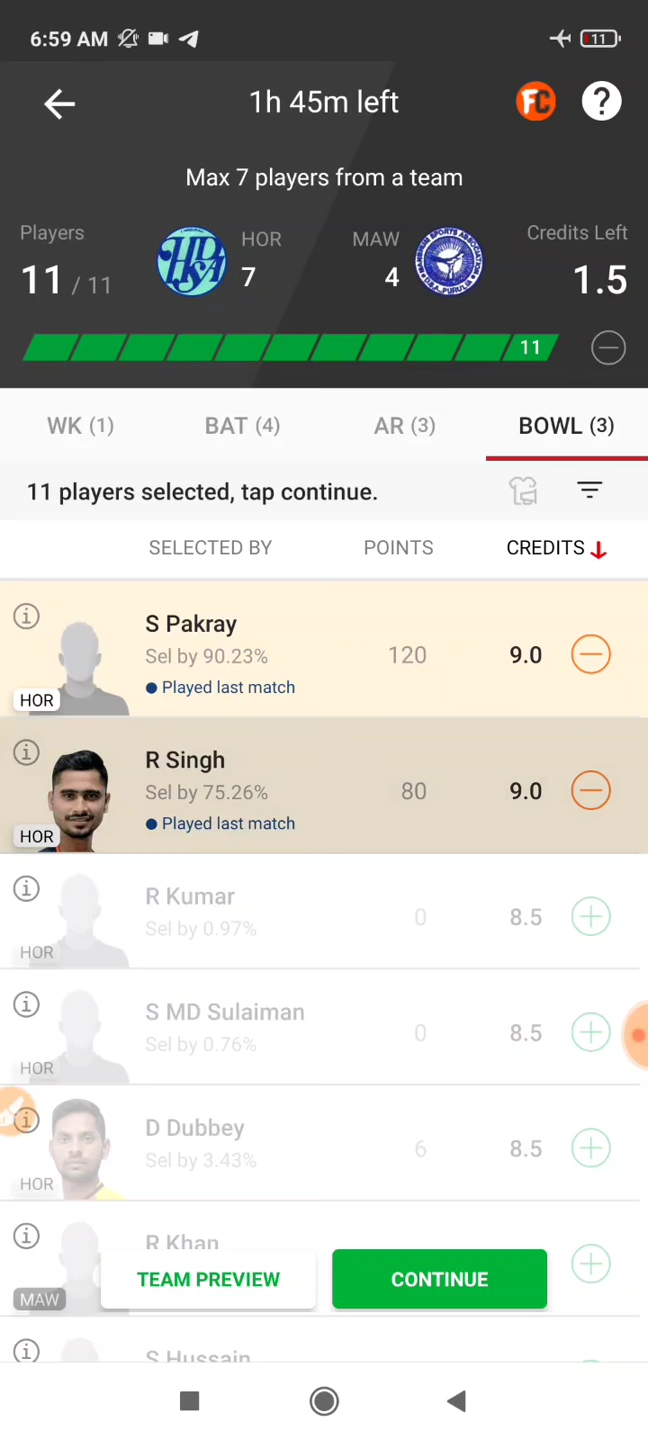 6:59 AM
11
1h 45m left
FC
?
Max 7 players from a team
Players
HOR
MAW
Credits Left
11 / 11
7
4
1.5
11
WK (1)
BAT (4)
AR (3)
BOWL (3)
11 players selected, tap continue.
SELECTED BY
POINTS
CREDITS
S Pakray
Sel by 90.23%
120
9.0
Played last match
HOR
R Singh
Sel by 75.26%
80
9.0
Played last match
HOR
R Kumar
Sel by 0.97%
0
8.5
HOR
S MD Sulaiman
Sel by 0.76%
0
8.5
HOR
D Dubbey
Sel by 3.43%
6
8.5
HOR
R Khan
MAW
TEAM PREVIEW
CONTINUE
S Hussain